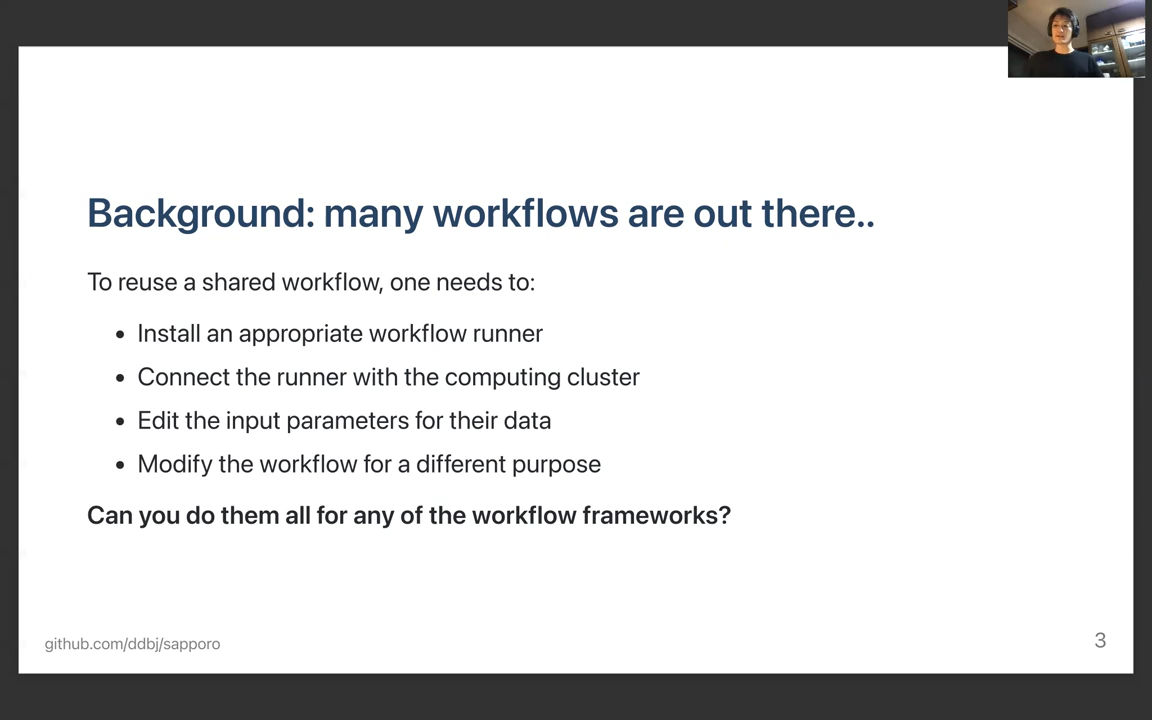 Background: many workflows are out there..
To reuse a shared workflow, one needs to:
• Install an appropriate workflow runner
• Connect the runner with the computing cluster
• Edit the input parameters for their data
• Modify the workflow for a different purpose
Can you do them all for any of the workflow frameworks?
github.com/ddbj/sapporo
3